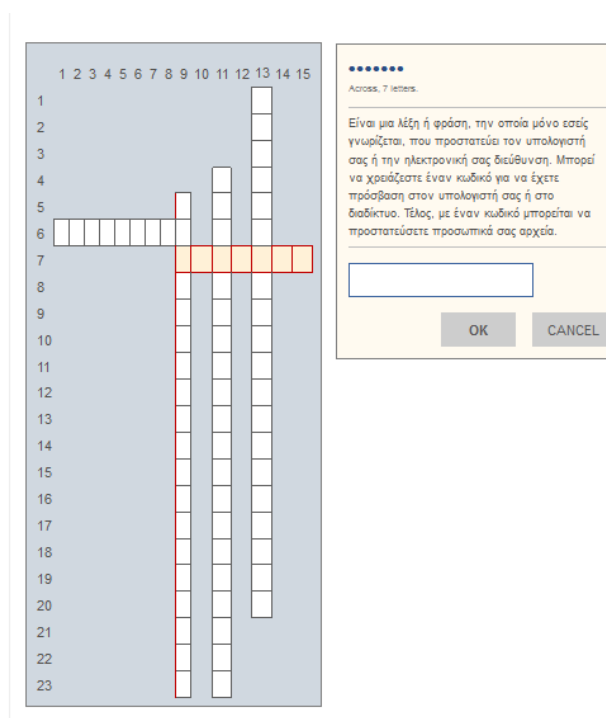 1 2 3 4 5 6 7 8 9 10 11 12 13 14 15
1
2
3
4
5
6
7
8
9
10
11
12
13
14
15
16
17
18
19
20
21
22
23
●●●●●●●
Across, 7 letters.
Είναι μια λέξη ή φράση, την οποία μόνο εσείς
γνωρίζεται, που προστατεύει τον υπολογιστή
σας ή την ηλεκτρονική σας διεύθυνση. Μπορεί
να χρειάζεστε έναν κωδικό για να έχετε
πρόσβαση στον υπολογιστή σας ή στο
διαδίκτυο. Τέλος, με έναν κωδικό μπορείται να
προστατεύσετε προσωπικά σας αρχεία.
OK CANCEL